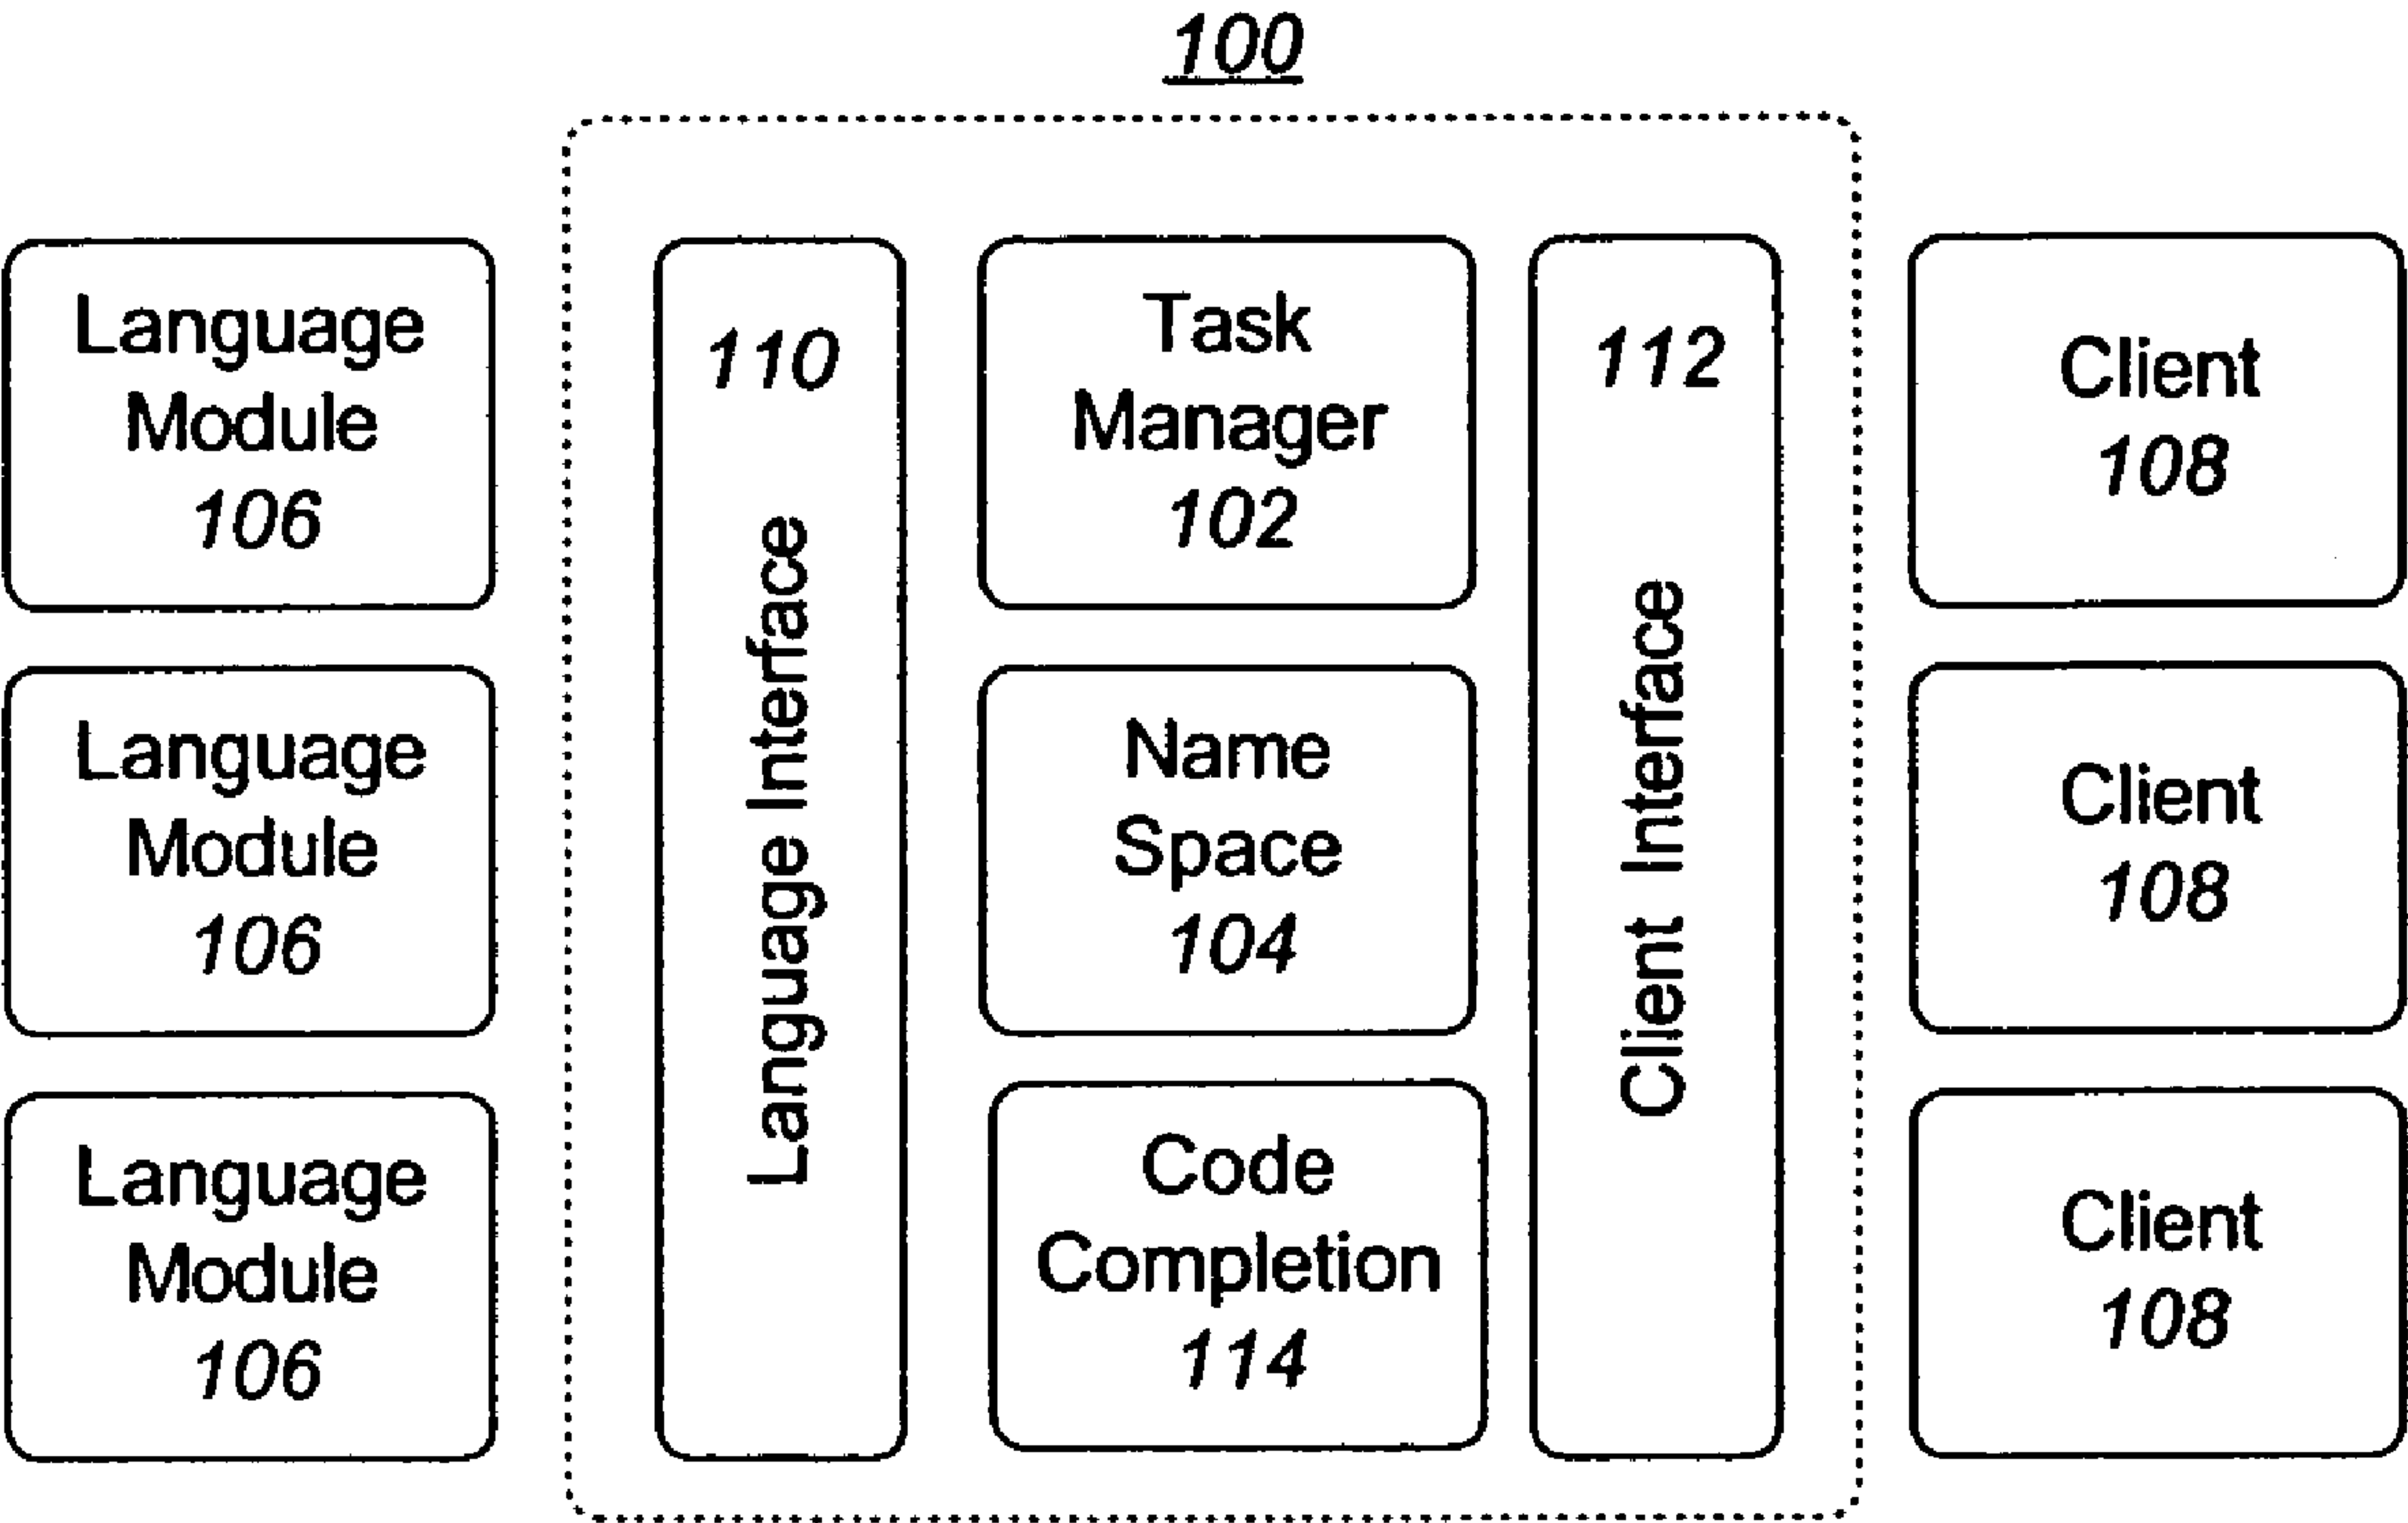 100
Language
Module
106
Language
Module
106
Language
Module
106
110
Language Interface
Task
Manager
102
Name
Space
104
Code
Completion
114
112
Client Interface
Client
108
Client
108
Client
108